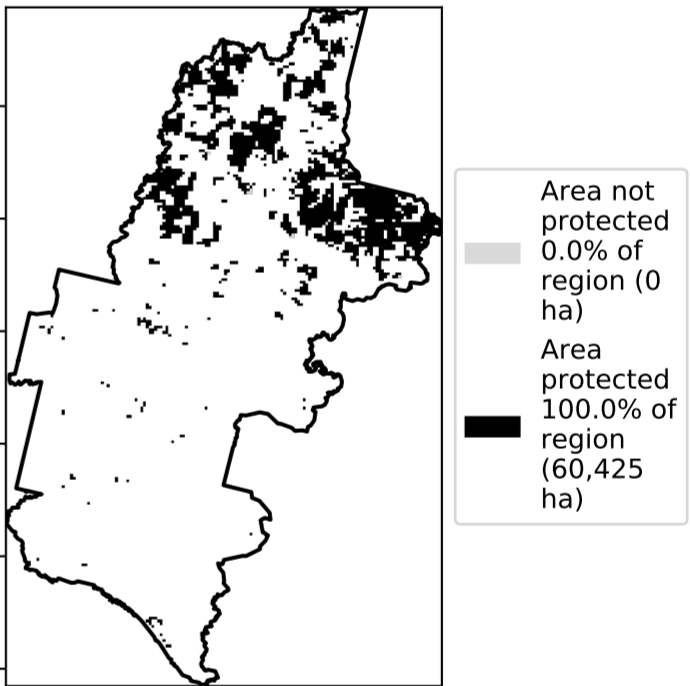 Area not
protected
0.0% of
region (0
ha)
Area
protected
100.0% of
region
(60,425
ha)